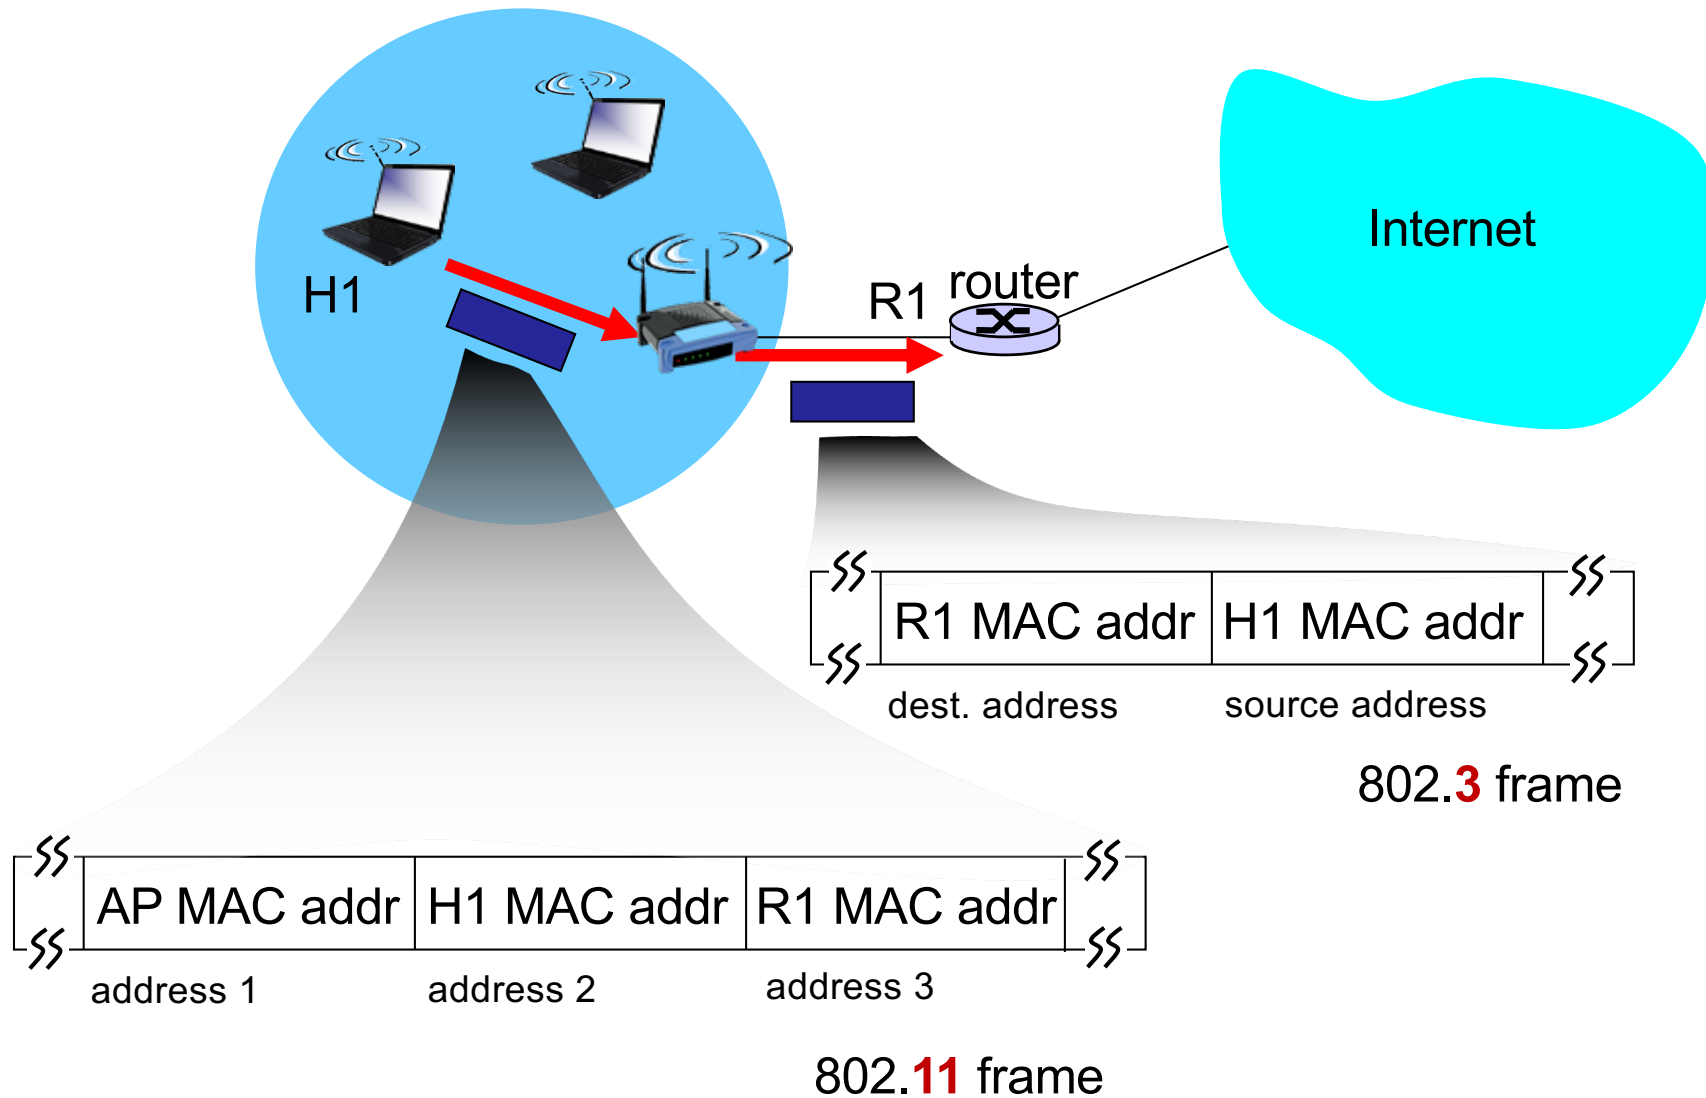 Internet
router
R1
H1
R1 MAC addr H1 MAC addr
dest. address source address
802.3 frame
AP MAC addr H1 MAC addr R1 MAC addr
address 1 address 2 address 3
802.11 frame